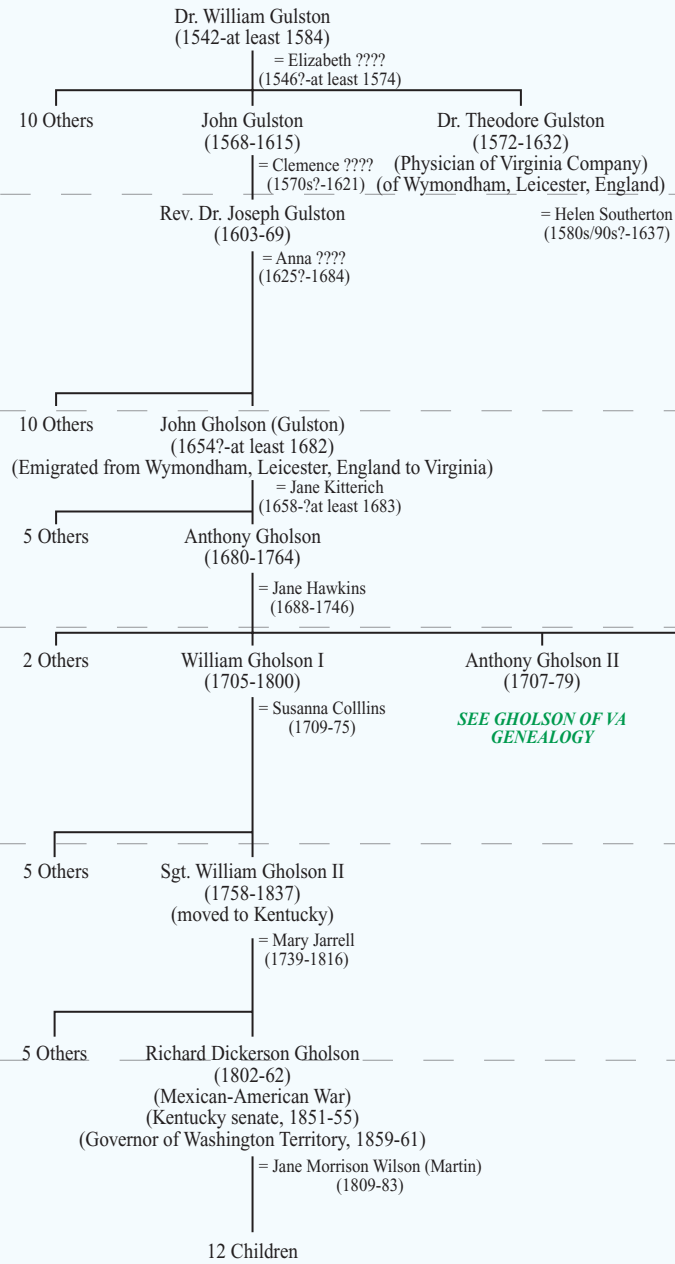 Dr. William Gulston
(1542-at least 1584)
= Elizabeth ????
(1546?-at least 1574)
10 Others
John Gulston
(1568-1615)
Dr. Theodore Gulston
(1572-1632)
(Physician of Virginia Company)
(of Wymondham, Leicester, England)
= Clemence ????
(1570s?-1621)
Rev. Dr. Joseph Gulston
(1603-69)
= Helen Southerton
(1580s/90s?-1637)
= Anna ????
(1625?-1684)
10 Others
John Gholson (Gulston)
(1654?-at least 1682)
(Emigrated from Wymondham, Leicester, England to Virginia)
= Jane Kitterich
(1658-?at least 1683)
5 Others
Anthony Gholson
(1680-1764)
= Jane Hawkins
(1688-1746)
2 Others
William Gholson I
(1705-1800)
Anthony Gholson II
(1707-79)
= Susanna Colllins
(1709-75)
SEE GHOLSON OF VA
GENEALOGY
5 Others
Sgt. William Gholson II
(1758-1837)
(moved to Kentucky)
= Mary Jarrell
(1739-1816)
5 Others
Richard Dickerson Gholson
(1802-62)
(Mexican-American War)
(Kentucky senate, 1851-55)
(Governor of Washington Territory, 1859-61)
= Jane Morrison Wilson (Martin)
(1809-83)
12 Children